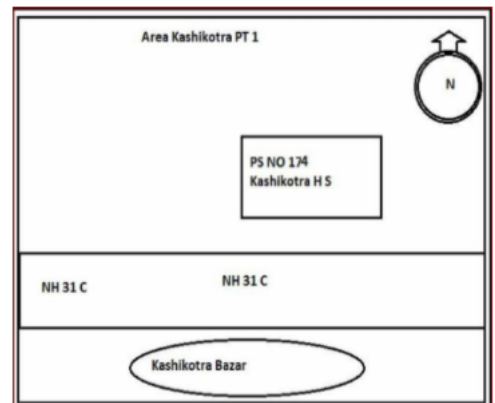 Area Kashikotra PT 1
N
PS NO 174
Kashikotra H S
NH 31 C
NH 31 C
Kashikotra Bazar